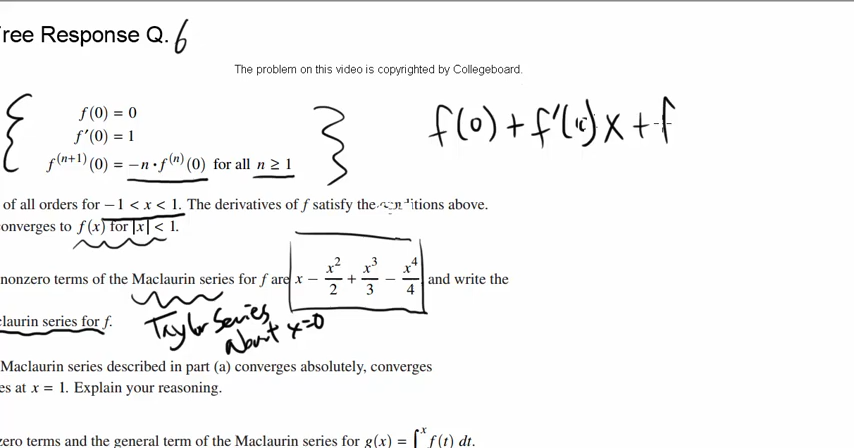 ree Response Q. 6
The problem on this video is copyrighted by Collegeboard.
f(0) = 0
f′(0) = 1
f^(n+1)(0) = −n • f^(n)(0) for all n ≥ 1
f(0) + f′(0) x + f
of all orders for −1 < x < 1. The derivatives of f satisfy the conditions above.
onverges to f(x) for |x| < 1.
nonzero terms of the Maclaurin series for f are x − x²/2 + x³/3 − x⁴/4, and write the
laurin series for f.
Taylor Series
About x=0
Maclaurin series described in part (a) converges absolutely, converges
es at x = 1. Explain your reasoning.
zero terms and the general term of the Maclaurin series for g(x) = ∫^x f(t) dt.